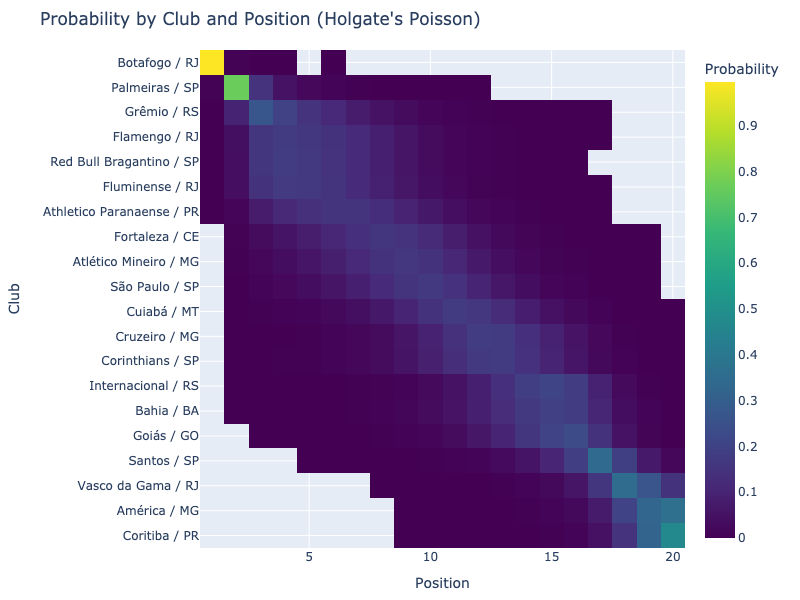 Probability by Club and Position (Holgate's Poisson)
Probability
Club
Botafogo / RJ
Palmeiras / SP
Grêmio / RS
Flamengo / RJ
Red Bull Bragantino / SP
Fluminense / RJ
Athletico Paranaense / PR
Fortaleza / CE
Atlético Mineiro / MG
São Paulo / SP
Cuiabá / MT
Cruzeiro / MG
Corinthians / SP
Internacional / RS
Bahia / BA
Goiás / GO
Santos / SP
Vasco da Gama / RJ
América / MG
Coritiba / PR
0.9
0.8
0.7
0.6
0.5
0.4
0.3
0.2
0.1
0
5 10 15 20
Position